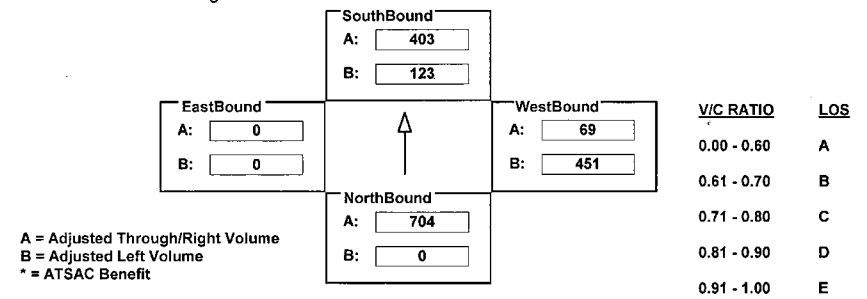 SouthBound
A: 403
B: 123
EastBound
A: 0
B: 0
WestBound
A: 69
B: 451
NorthBound
A: 704
B: 0
A = Adjusted Through/Right Volume
B = Adjusted Left Volume
* = ATSAC Benefit
V/C RATIO LOS
0.00 - 0.60 A
0.61 - 0.70 B
0.71 - 0.80 C
0.81 - 0.90 D
0.91 - 1.00 E